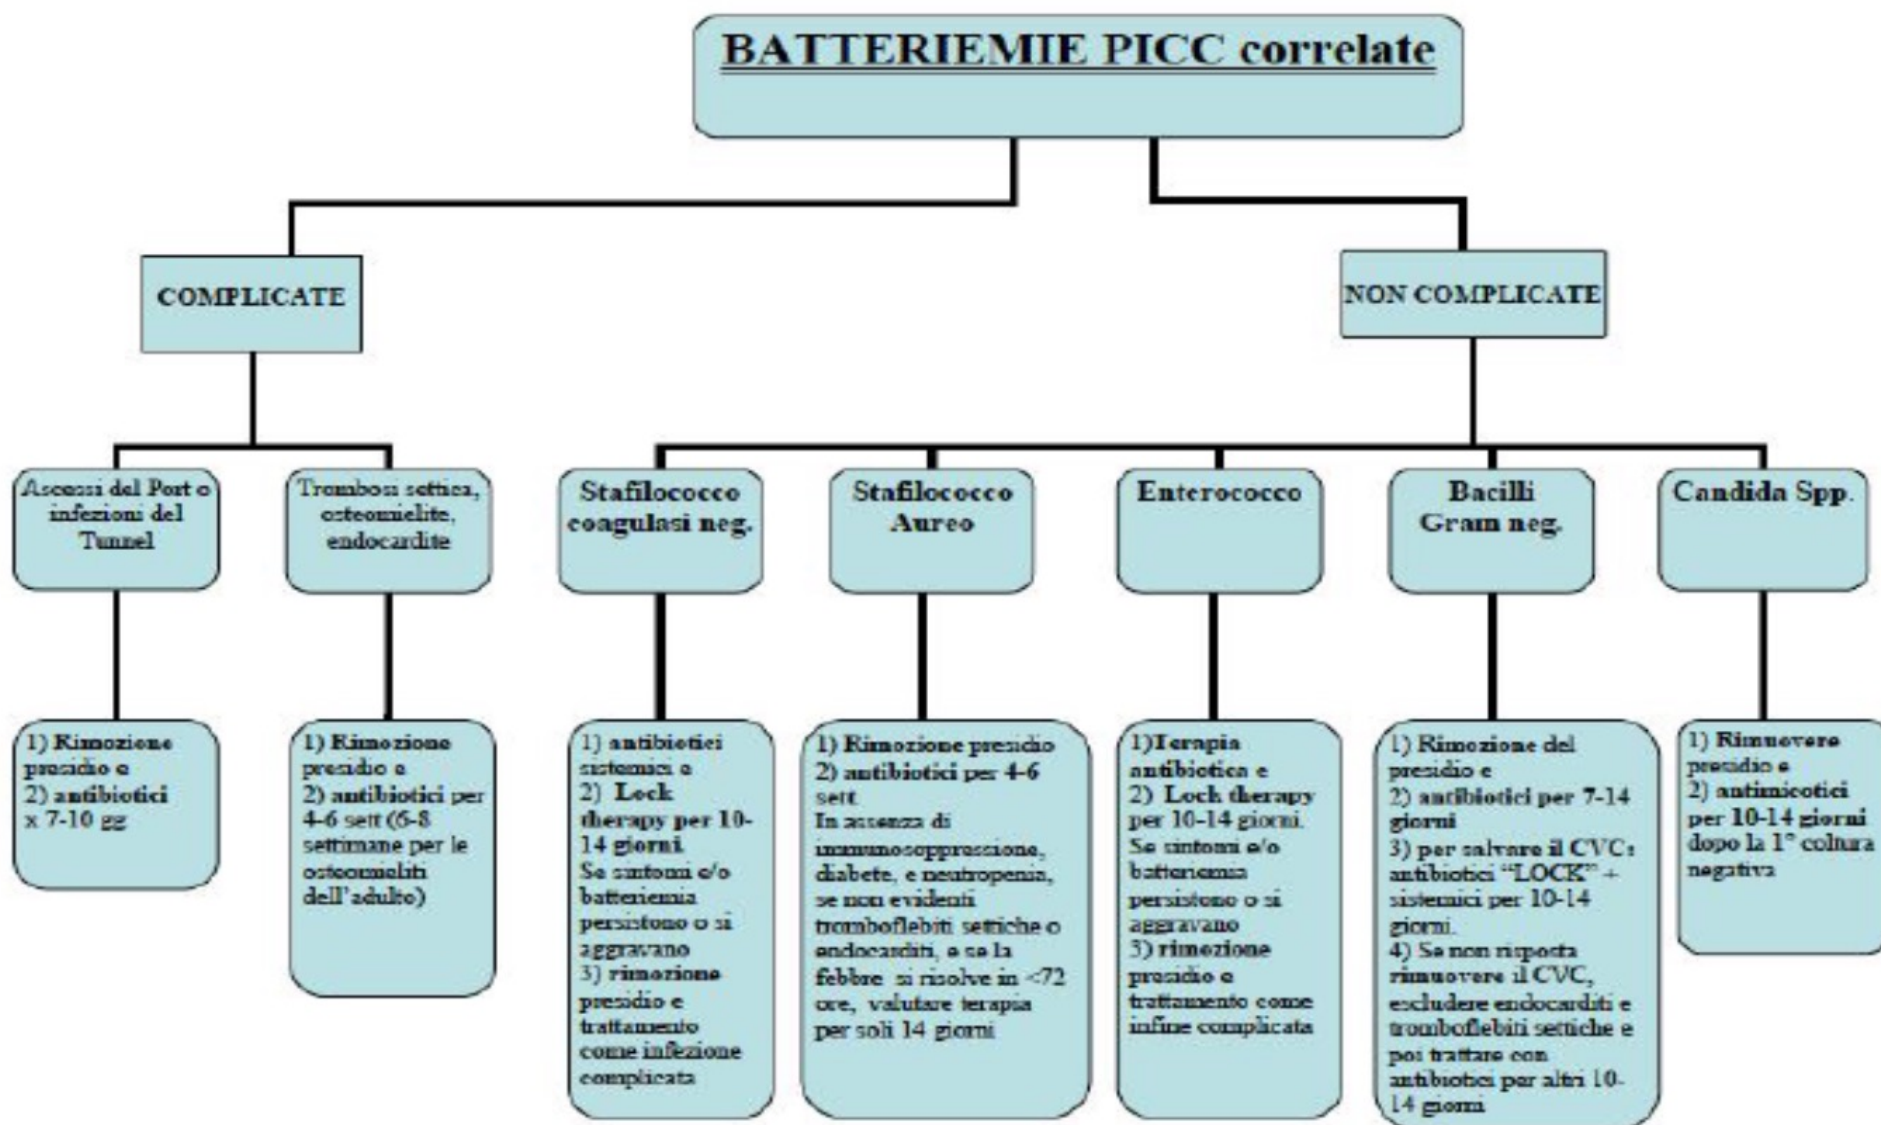 BATTERIEMIE PICC correlate
COMPLICATE
NON COMPLICATE
Ascessi del Port o
infezioni del
Tunnel
Trombosi settica,
osteomielite,
endocardite
Stafilococco
coagulasi neg.
Stafilococco
Aureo
Enterococco
Bacilli
Gram neg.
Candida Spp.
1) Rimozione
presidio e
2) antibiotici
x 7-10 gg
1) Rimozione
presidio e
2) antibiotici per
4-6 sett (6-8
settimane per le
osteomieliti
dell'adulto)
1) antibiotici
sistemici e
2) Lock
therapy per 10-
14 giorni.
Se sintomi e/o
batteriemia
persistono o si
aggravano
3) rimozione
presidio e
trattamento
come infezione
complicata
1) Rimozione presidio
2) antibiotici per 4-6
sett.
In assenza di
immunosoppressione,
diabete, e neutropenia,
se non evidenti
tromboflebiti settiche o
endocarditi, e se la
febbre si risolve in <72
ore, valutare terapia
per soli 14 giorni
1)Terapia
antibiotica e
2) Lock therapy
per 10-14 giorni.
Se sintomi e/o
batteriemia
persistono o si
aggravano
3) rimozione
presidio e
trattamento come
infine complicata
1) Rimozione del
presidio e
2) antibiotici per 7-14
giorni
3) per salvare il CVC:
antibiotici “LOCK” +
sistemici per 10-14
giorni.
4) Se non risposta
rimuovere il CVC,
escludere endocarditi e
tromboflebiti settiche e
poi trattare con
antibiotici per altri 10-
14 giorni
1) Rimuovere
presidio e
2) antimicotici
per 10-14 giorni
dopo la 1° coltura
negativa